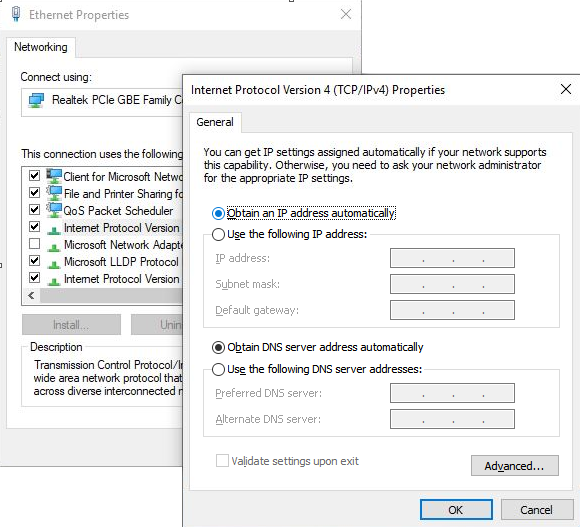 Ethernet Properties
Networking
Connect using:
Realtek PCIe GBE Family
This connection uses the following
Client for Microsoft
File and Printer Sharing
QoS Packet Scheduler
Internet Protocol Version
Microsoft Network
Microsoft LLDP Protocol
Internet Protocol Version
Install...
Description
Transmission Control
wide area network protocol that
across diverse interconnected
Internet Protocol Version 4 (TCP/IPv4) Properties
General
You can get IP settings assigned automatically if your network supports
this capability. Otherwise, you need to ask your network administrator
for the appropriate IP settings.
Obtain an IP address automatically
Use the following IP address:
IP address:
Subnet mask:
Default gateway:
Obtain DNS server address automatically
Use the following DNS server addresses:
Preferred DNS server:
Alternate DNS server:
Validate settings upon exit
Advanced...
OK
Cancel